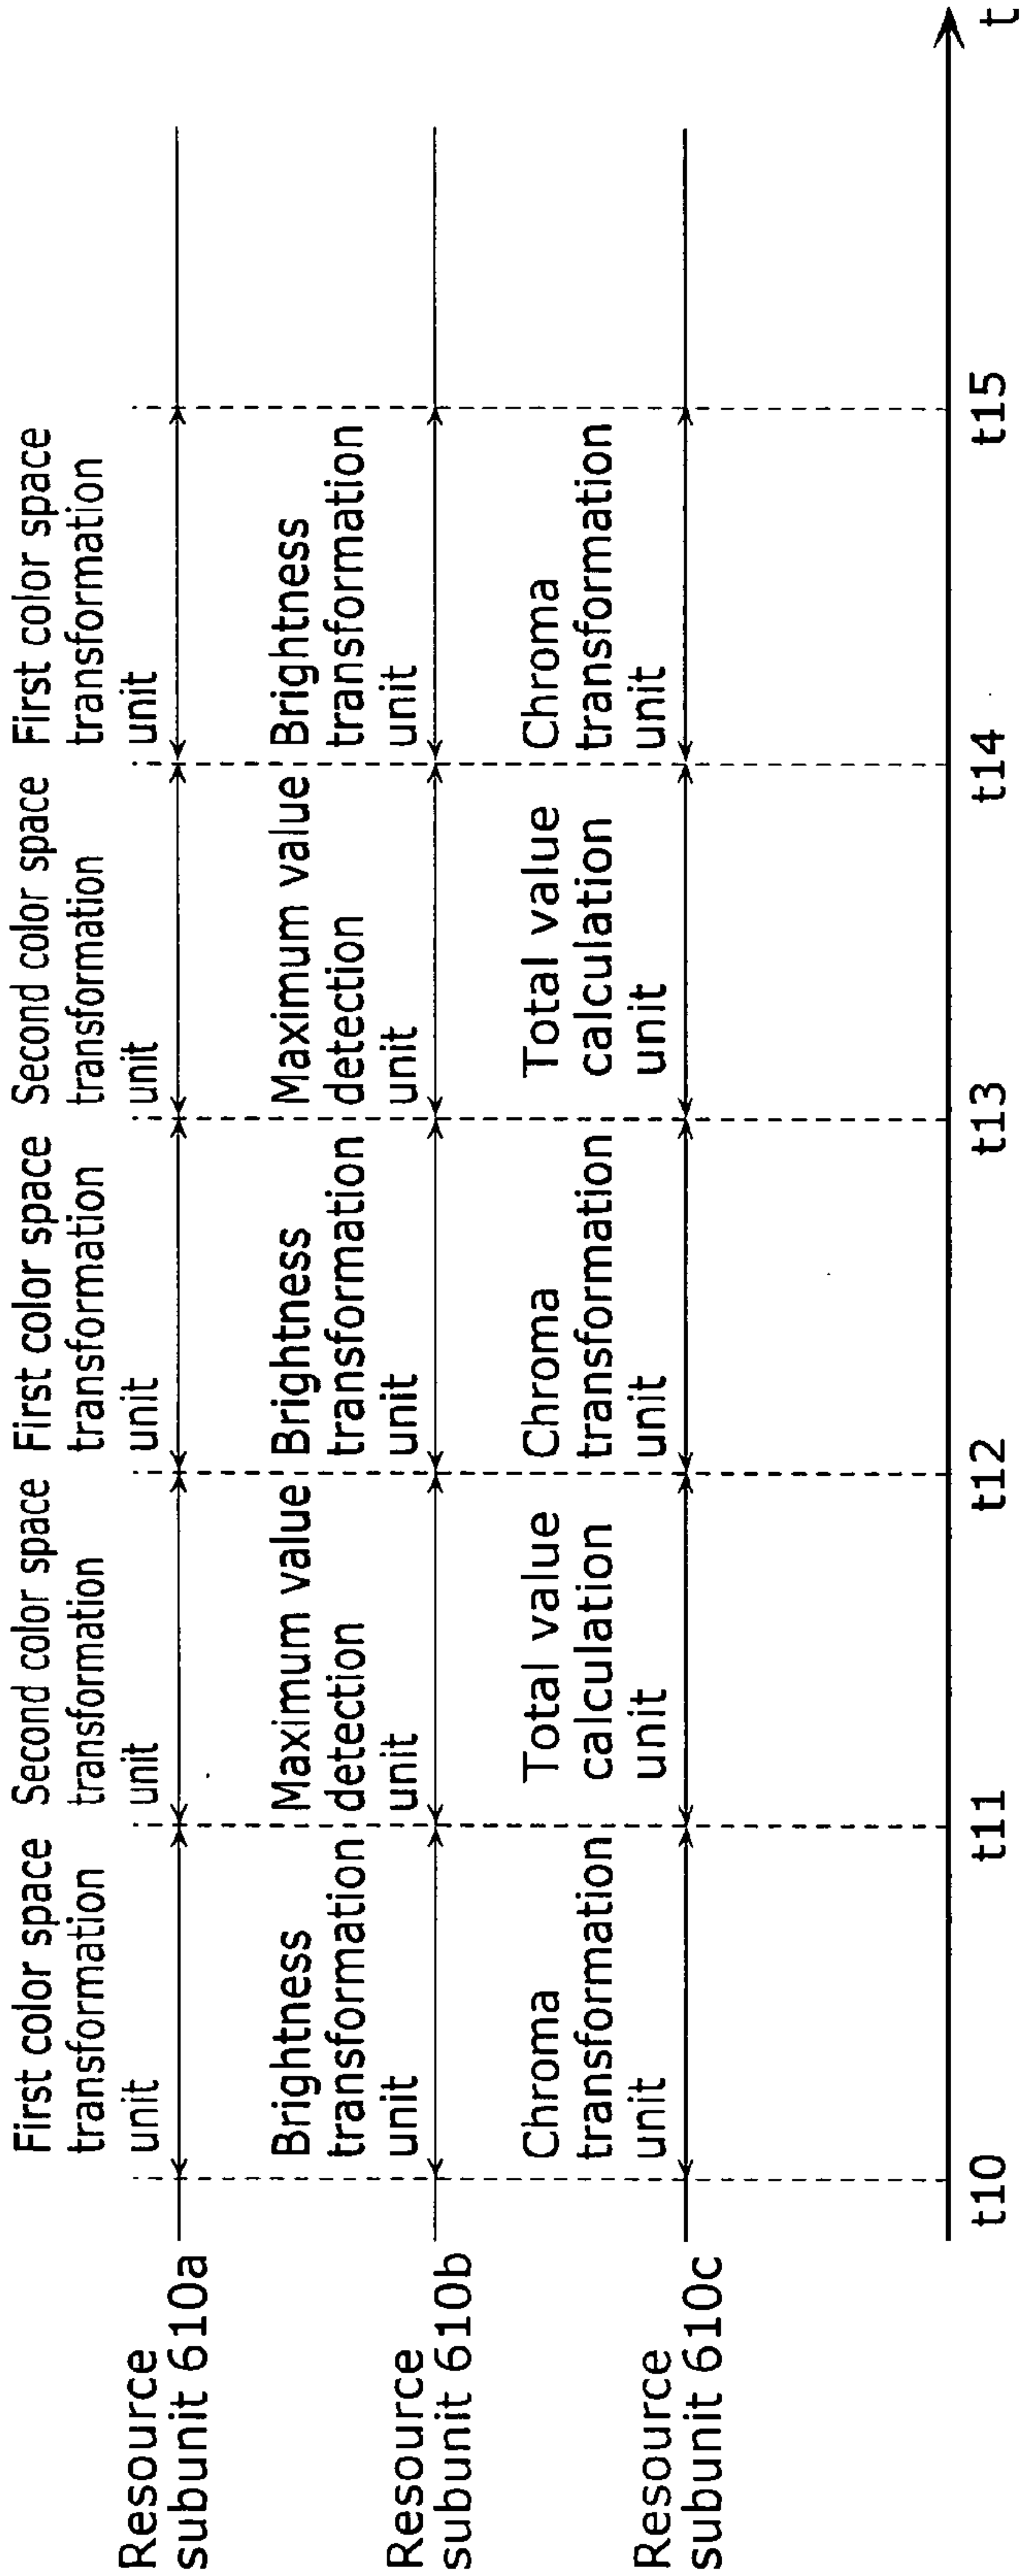 Resource
subunit 610a
First color space
transformation
unit
Second color space
transformation
unit
First color space
transformation
unit
Second color space
transformation
unit
First color space
transformation
unit
Resource
subunit 610b
Brightness
transformation
unit
Maximum value
detection
unit
Brightness
transformation
unit
Maximum value
detection
unit
Brightness
transformation
unit
Resource
subunit 610c
Chroma
transformation
unit
Total value
calculation
unit
Chroma
transformation
unit
Total value
calculation
unit
Chroma
transformation
unit
t10
t11
t12
t13
t14
t15
t